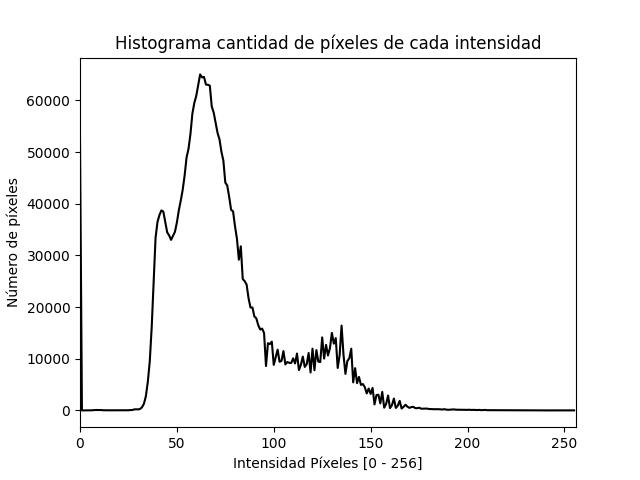 Histograma cantidad de píxeles de cada intensidad
Número de píxeles
60000
50000
40000
30000
20000
10000
0
0 50 100 150 200 250
Intensidad Píxeles [0 - 256]